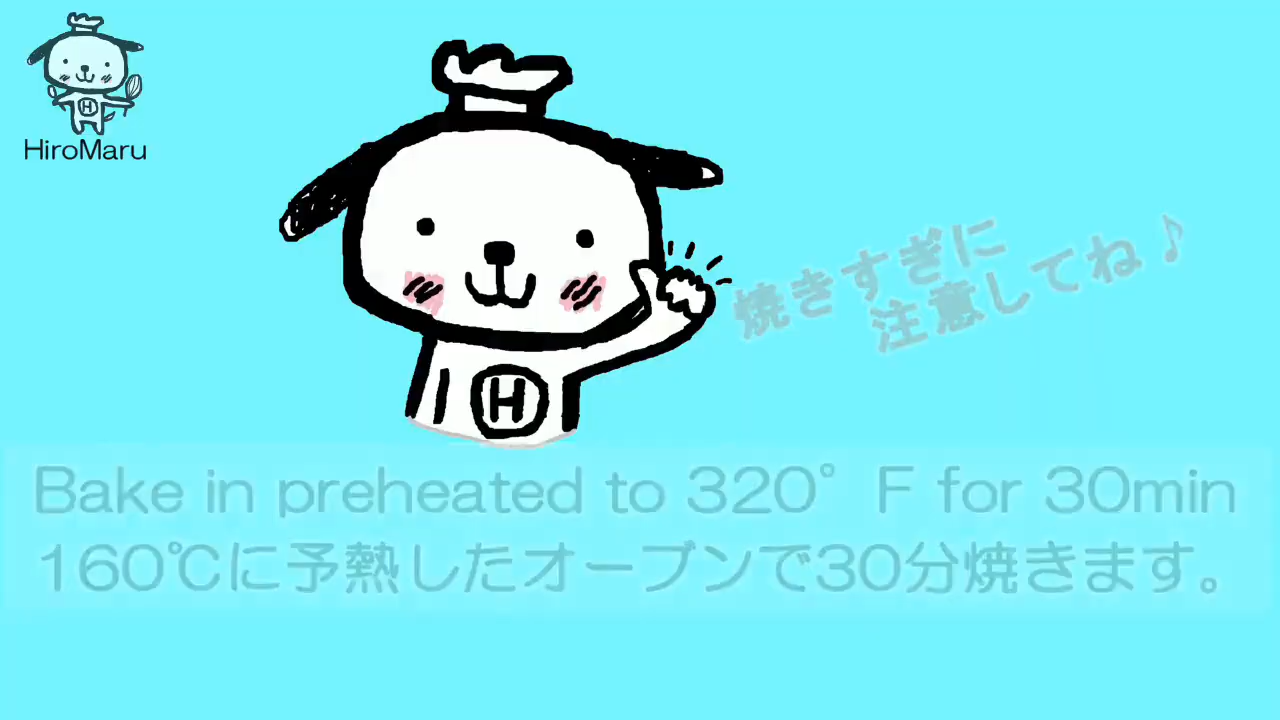 HiroMaru
H
焼きすぎに
注意してね♪
H
Bake in preheated to 320°F for 30min
160℃に予熱したオーブンで30分焼きます。